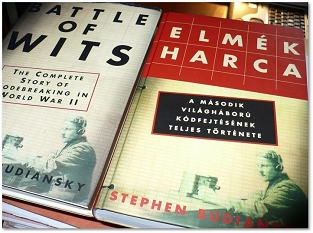 BATTLE
OF
WITS
THE COMPLETE
STORY OF
CODEBREAKING IN
WORLD WAR II
BUDIANSKY
ELMÉK
HARCA
A MÁSODIK
VILÁGHÁBORÚ
KÓDFEJTÉSÉNEK
TELJES TÖRTÉNETE
STEPHEN BUDIANSKY